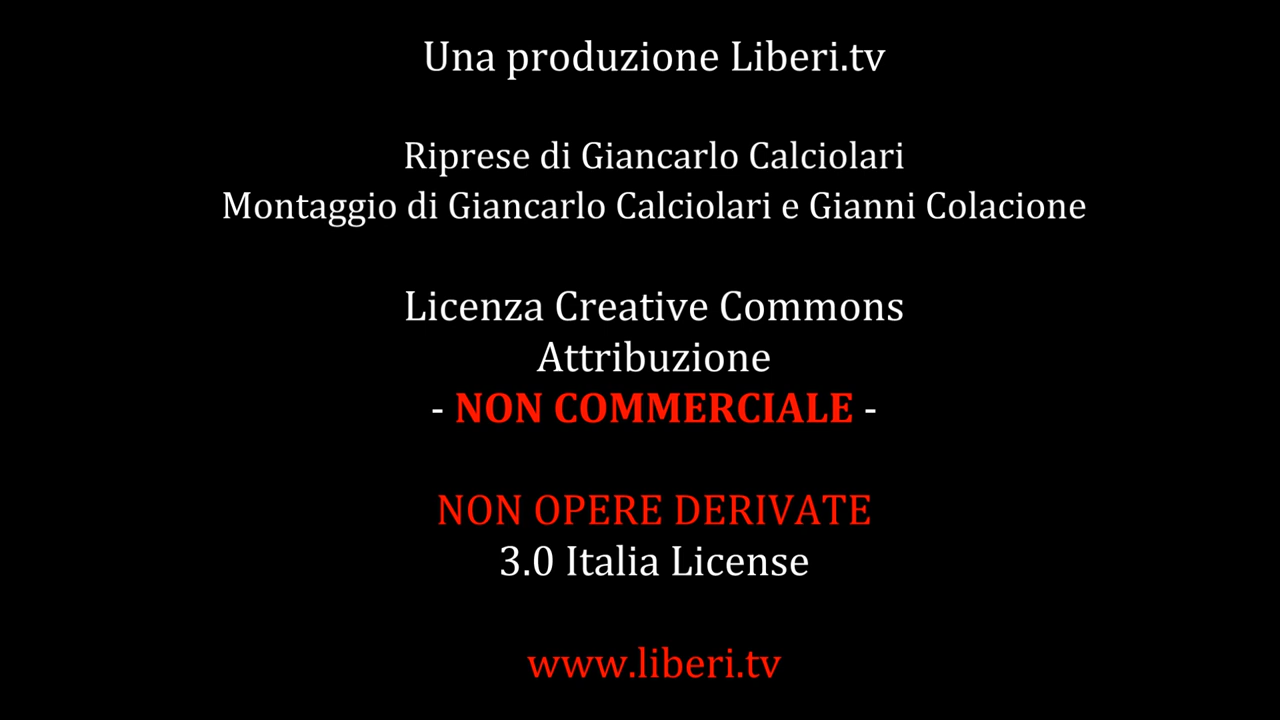 Una produzione Liberi.tv
Riprese di Giancarlo Calciolari
Montaggio di Giancarlo Calciolari e Gianni Colacione
Licenza Creative Commons
Attribuzione
- NON COMMERCIALE -
NON OPERE DERIVATE
3.0 Italia License
www.liberi.tv